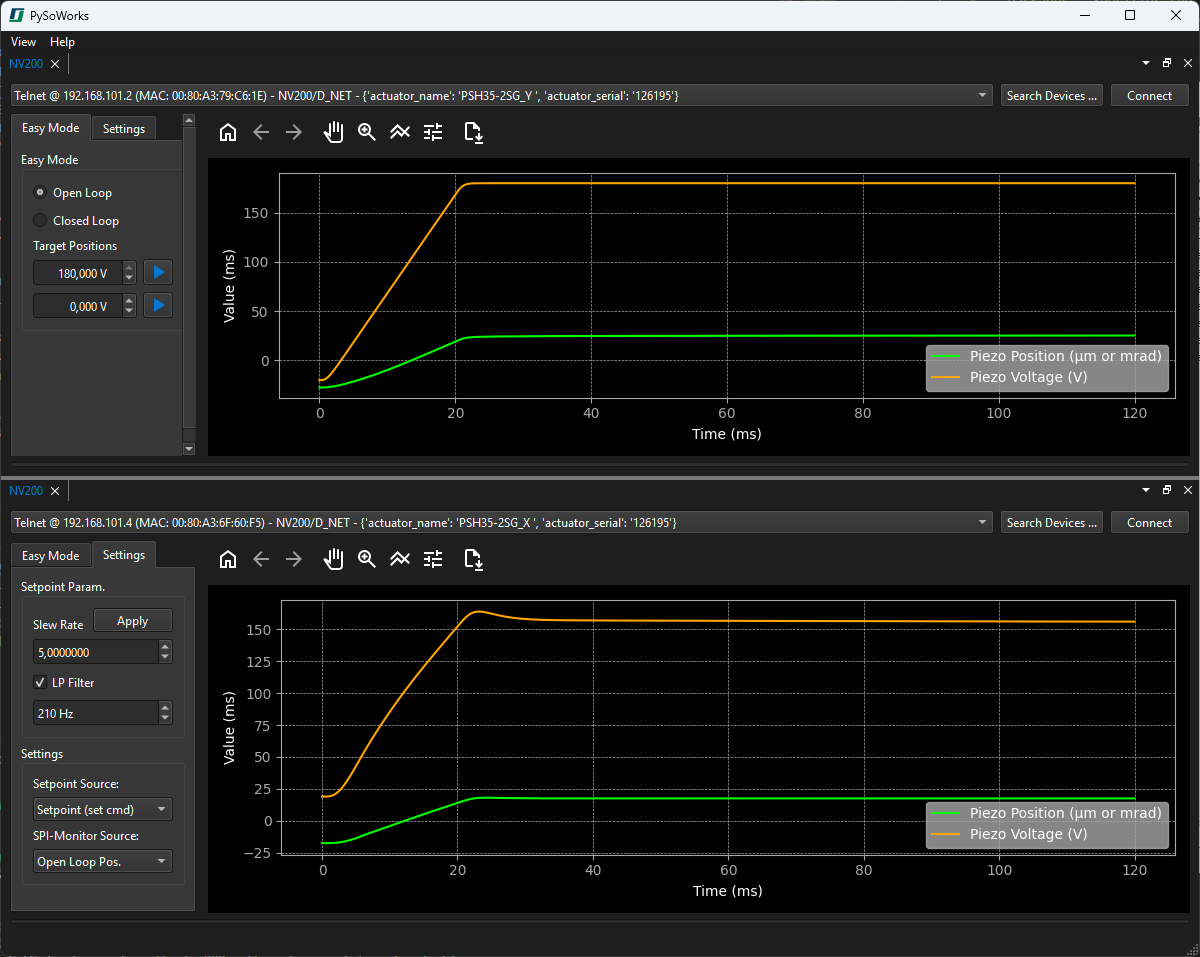 PySoWorks
View Help
NV200
Telnet @ 192.168.101.2 (MAC: 00:80:A3:79:C6:1E) - NV200/D_NET - {'actuator_name': 'PSH35-2SG_Y ', 'actuator_serial': '126195'}
Search Devices ...
Connect
Easy Mode
Settings
Easy Mode
Open Loop
Closed Loop
Target Positions
180,000 V
0,000 V
Value (ms)
150
100
50
0
0 20 40 60 80 100 120
Time (ms)
Piezo Position (μm or mrad)
Piezo Voltage (V)
NV200
Telnet @ 192.168.101.4 (MAC: 00:80:A3:6F:60:F5) - NV200/D_NET - {'actuator_name': 'PSH35-2SG_X ', 'actuator_serial': '126195'}
Search Devices ...
Connect
Easy Mode
Settings
Setpoint Param.
Slew Rate
Apply
5,0000000
LP Filter
210 Hz
Settings
Setpoint Source:
Setpoint (set cmd)
SPI-Monitor Source:
Open Loop Pos.
Value (ms)
150
125
100
75
50
25
0
−25
0 20 40 60 80 100 120
Time (ms)
Piezo Position (μm or mrad)
Piezo Voltage (V)